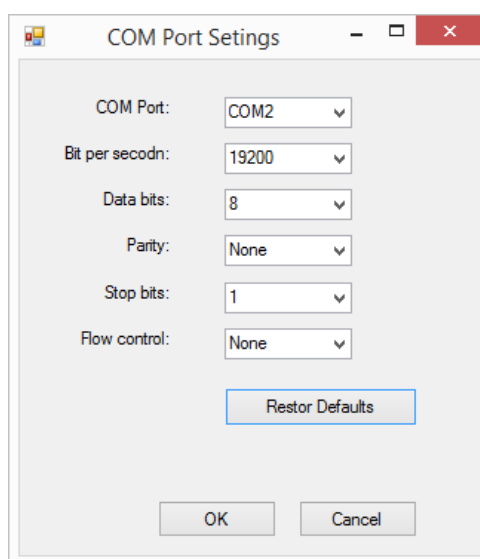 COM Port Setings
COM Port: COM2
Bit per secodn: 19200
Data bits: 8
Parity: None
Stop bits: 1
Flow control: None
Restor Defaults
OK Cancel